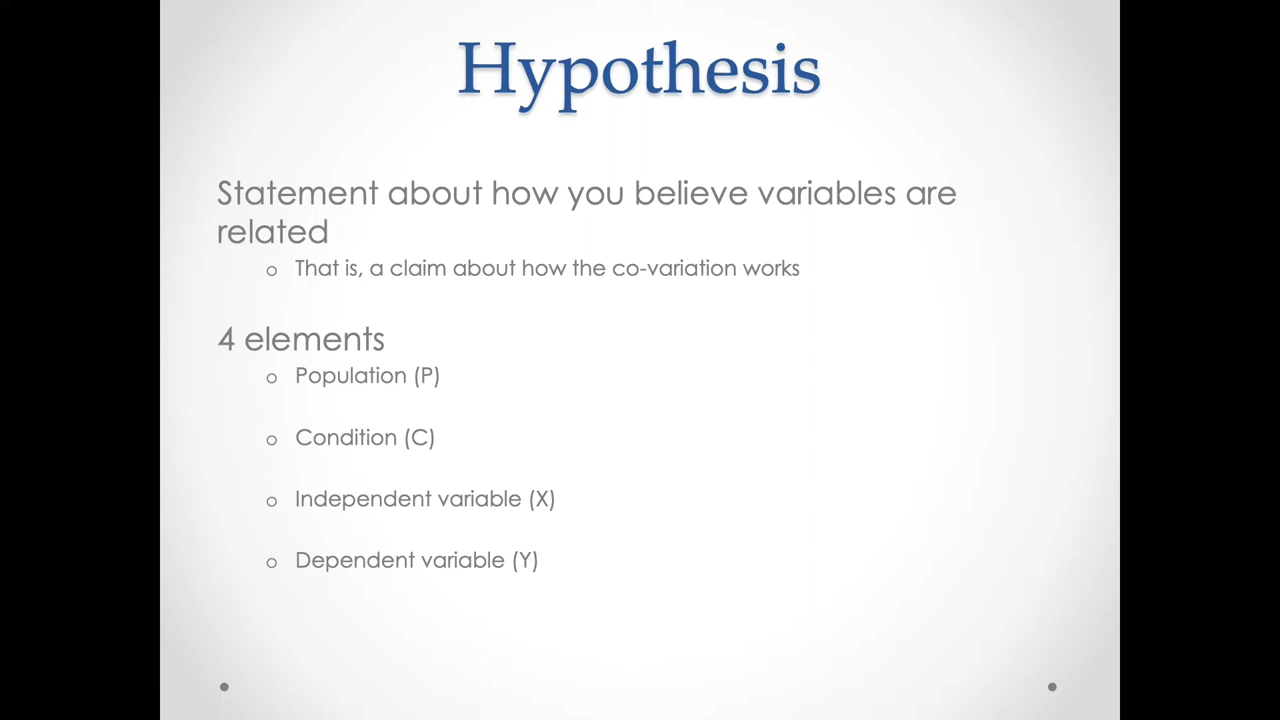 Hypothesis
Statement about how you believe variables are
related
o That is, a claim about how the co-variation works
4 elements
o Population (P)
o Condition (C)
o Independent variable (X)
o Dependent variable (Y)